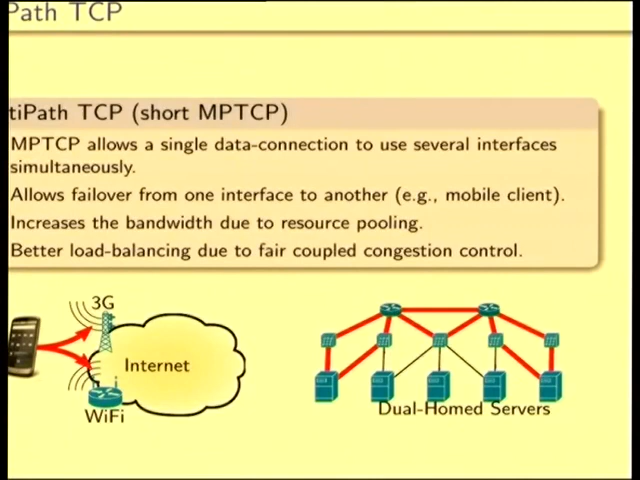 Path TCP
tiPath TCP (short MPTCP)
MPTCP allows a single data-connection to use several interfaces
simultaneously.
Allows failover from one interface to another (e.g., mobile client).
Increases the bandwidth due to resource pooling.
Better load-balancing due to fair coupled congestion control.
3G
Internet
WiFi
Dual-Homed Servers